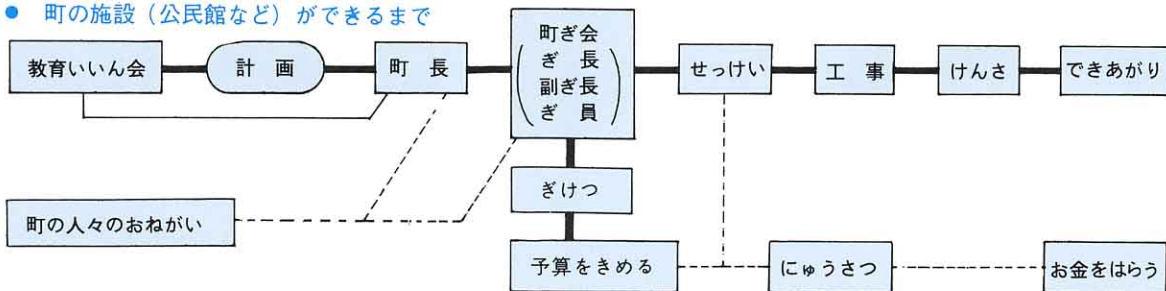 ● 町の施設（公民館など）ができるまで
教育いいん会
計　画
町　長
町ぎ会
（ぎ　長
副ぎ長
ぎ　員）
せっけい
工　事
けんさ
できあがり
町の人々のおねがい
ぎけつ
予算をきめる
にゅうさつ
お金をはらう